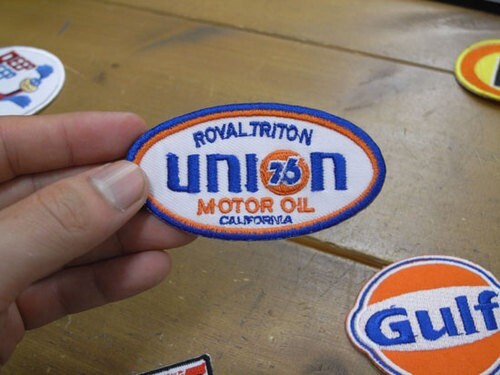 ROYAL TRITON
UNION
76
MOTOR OIL
CALIFORNIA
Gulf